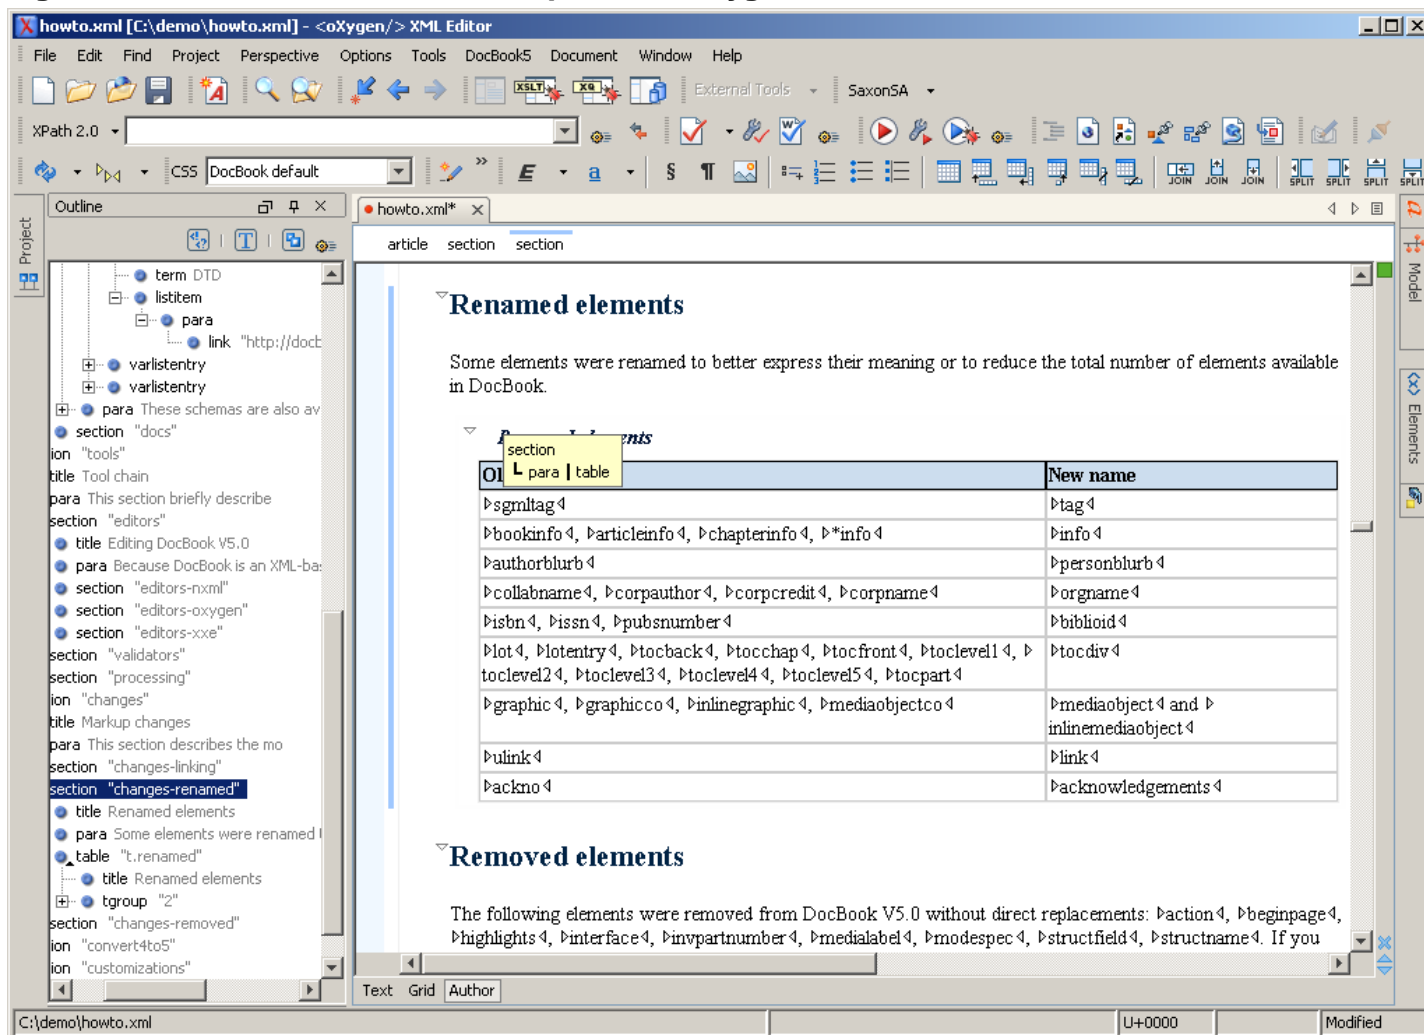 howto.xml [C:\demo\howto.xml] - <oXygen/> XML Editor
File Edit Find Project Perspective Options Tools DocBook5 Document Window Help
XSLT XQ External Tools SaxonSA
XPath 2.0
CSS DocBook default E a § ¶ JOIN JOIN JOIN SPLIT SPLIT SPLIT SPLIT
Project
Outline
term DTD
listitem
para
link "http://docb
varlistentry
varlistentry
para These schemas are also av
section "docs"
ion "tools"
title Tool chain
para This section briefly describe
section "editors"
title Editing DocBook V5.0
para Because DocBook is an XML-ba
section "editors-nxml"
section "editors-oxygen"
section "editors-xxe"
section "validators"
section "processing"
ion "changes"
title Markup changes
para This section describes the mo
section "changes-linking"
section "changes-renamed"
title Renamed elements
para Some elements were renamed
table "t.renamed"
title Renamed elements
tgroup "2"
section "changes-removed"
ion "convert4to5"
ion "customizations"
howto.xml*
article section section
Renamed elements
Some elements were renamed to better express their meaning or to reduce the total number of elements available
in DocBook.
section
para table
New name
sgmltag tag
bookinfo, articleinfo, chapterinfo, *info info
authorblurb personblurb
collabname, corpauthor, corpcredit, corpname orgname
isbn, issn, pubsnumber biblioid
lot, lotentry, tocback, tocchap, tocfront, toclevel1,
toclevel2, toclevel3, toclevel4, toclevel5, tocpart
tocdiv
graphic, graphicco, inlinegraphic, mediaobjectco
mediaobject and
inlinemediaobject
ulink link
ackno acknowledgements
Removed elements
The following elements were removed from DocBook V5.0 without direct replacements: action, beginpage,
highlights, interface, invpartnumber, medialabel, modespec, structfield, structname. If you
Text Grid Author
Model
Elements
C:\demo\howto.xml U+0000 Modified